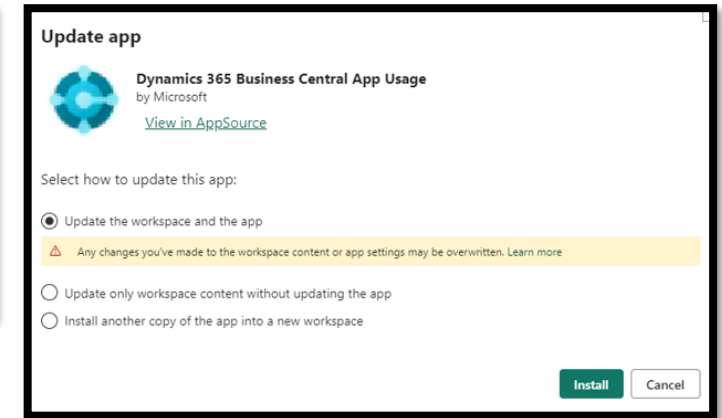 Update app
Dynamics 365 Business Central App Usage
by Microsoft
View in AppSource
Select how to update this app:
Update the workspace and the app
Any changes you've made to the workspace content or app settings may be overwritten. Learn more
Update only workspace content without updating the app
Install another copy of the app into a new workspace
Install
Cancel